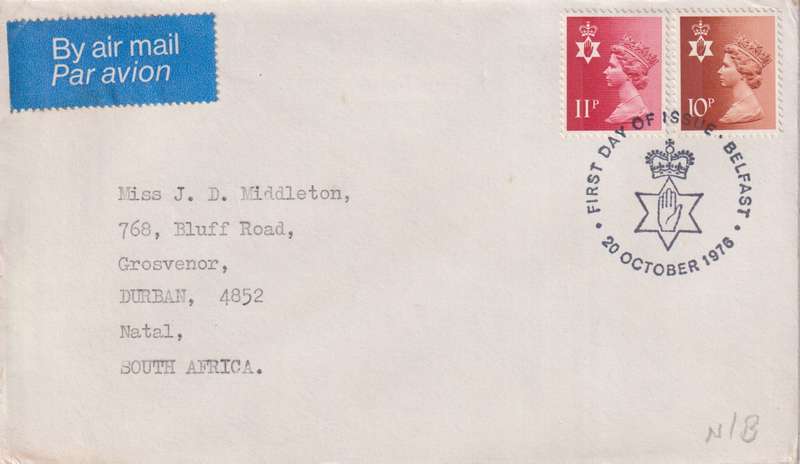 By air mail
Par avion
11P
10P
FIRST DAY OF ISSUE · BELFAST ·
20 OCTOBER 1976
Miss J. D. Middleton,
768, Bluff Road,
Grosvenor,
DURBAN, 4852
Natal,
SOUTH AFRICA.
N/B